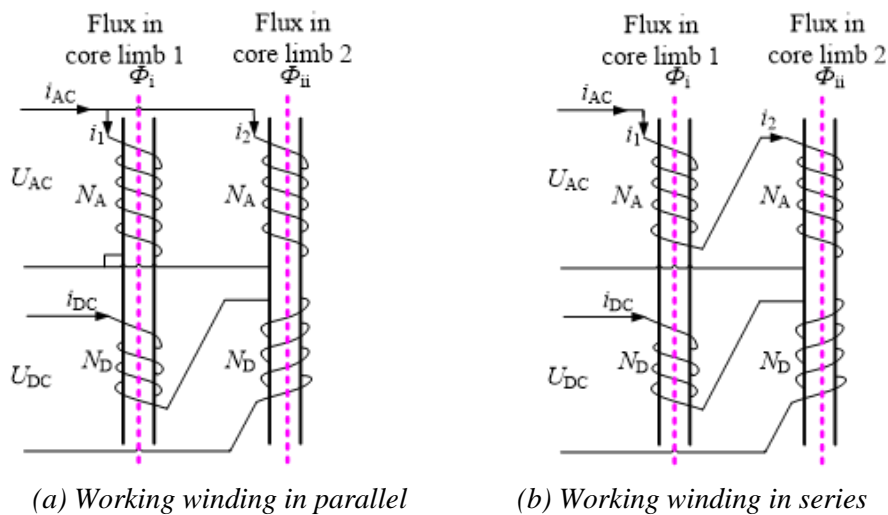 Flux in
core limb 1
Φi
Flux in
core limb 2
Φii
iAC
i1
i2
UAC
NA
NA
iDC
ND
ND
UDC
(a) Working winding in parallel
Flux in
core limb 1
Φi
Flux in
core limb 2
Φii
iAC
i1
i2
UAC
NA
NA
iDC
ND
ND
UDC
(b) Working winding in series